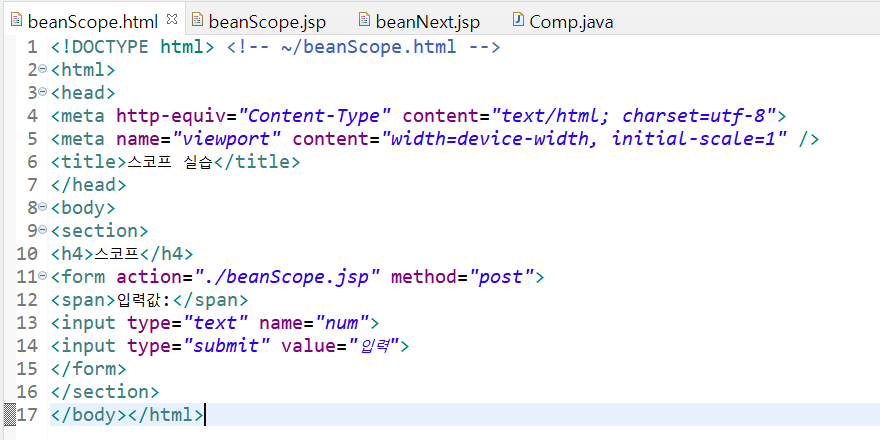 beanScope.html beanScope.jsp beanNext.jsp Comp.java
1 <!DOCTYPE html> <!-- ~/beanScope.html -->
2 <html>
3 <head>
4 <meta http-equiv="Content-Type" content="text/html; charset=utf-8">
5 <meta name="viewport" content="width=device-width, initial-scale=1" />
6 <title>스코프 실습</title>
7 </head>
8 <body>
9 <section>
10 <h4>스코프</h4>
11 <form action="./beanScope.jsp" method="post">
12 <span>입력값:</span>
13 <input type="text" name="num">
14 <input type="submit" value="입력">
15 </form>
16 </section>
17 </body></html>